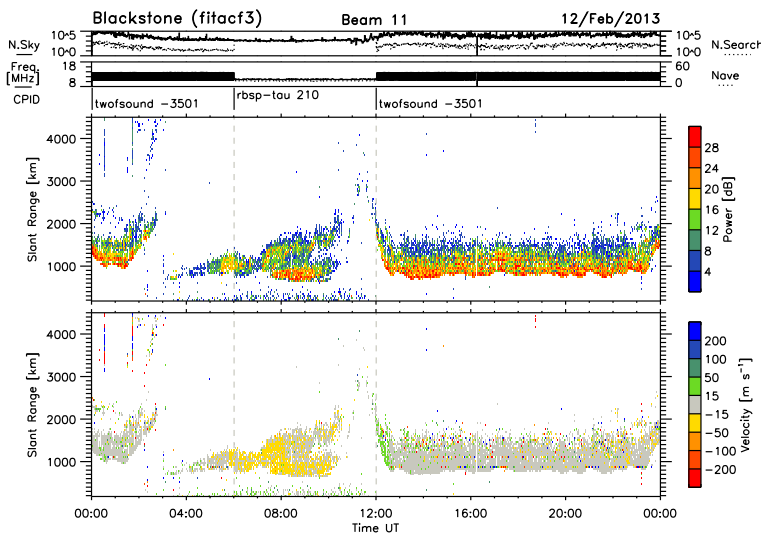 Blackstone (fitacf3) Beam 11 12/Feb/2013
N.Sky 10^5 10^0 10^5 10^0 N.Search
Freq. [MHz] 18 8 60 0 Nave
CPID twofsound -3501 rbsp-tau 210 twofsound -3501
Slant Range [km] 4000 3000 2000 1000
Power [dB] 28 24 20 16 12 8 4
Slant Range [km] 4000 3000 2000 1000
Velocity [m s⁻¹] 200 100 50 15 -15 -50 -100 -200
00:00 04:00 08:00 12:00 16:00 20:00 00:00
Time UT